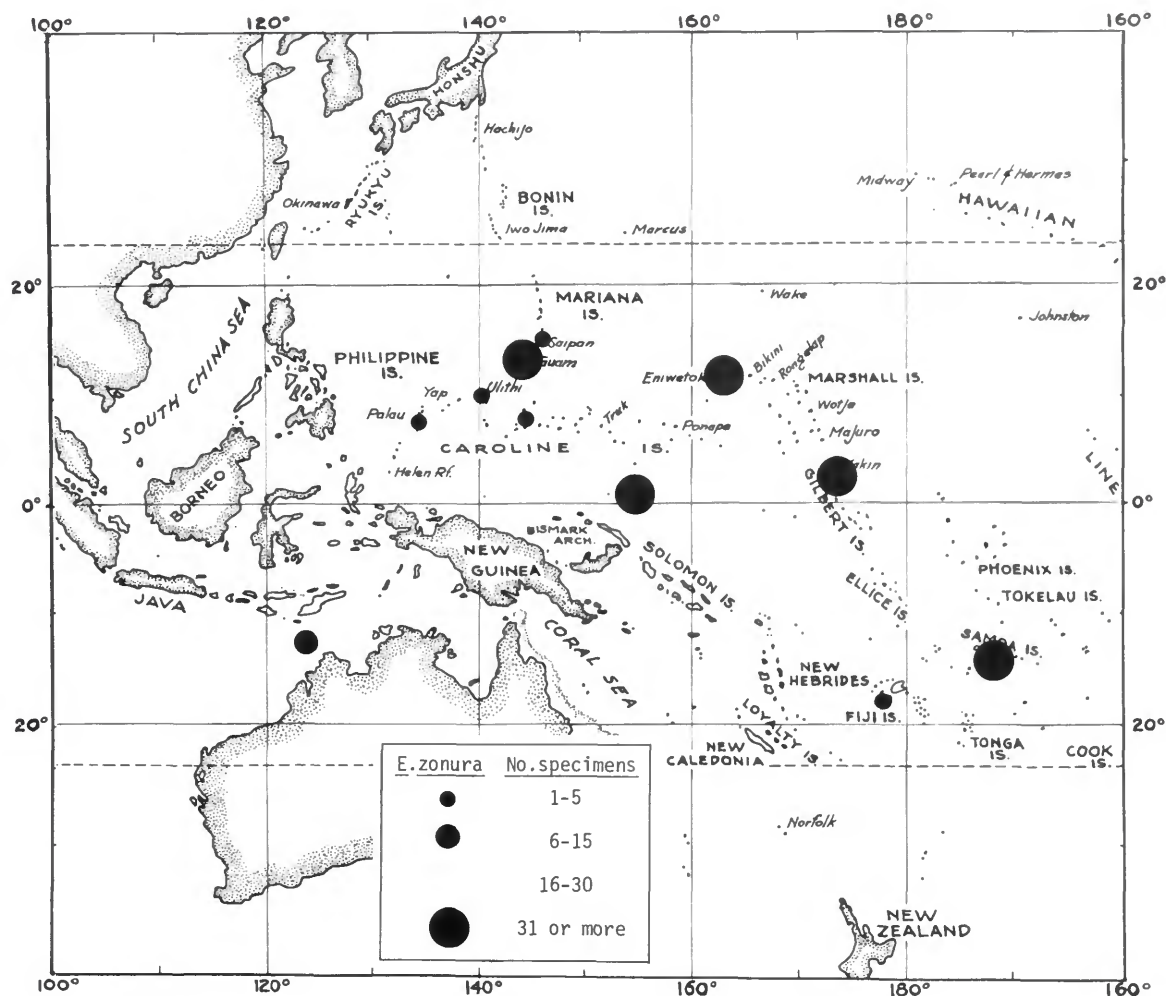 100° 120° 140° 160° 180° 160°
HONSHU
Hachijo
Okinawa
RYUKYU IS.
BONIN IS.
Iwo Jima
Marcus
Midway
Pearl & Hermes
HAWAIIAN
20° 20°
MARIANA IS.
Wake
Johnston
SOUTH CHINA SEA
PHILIPPINE IS.
Saipan
Guam
Eniwetok
Bikini
Rongelap
MARSHALL IS.
Yap
Ulithi
Wotje
Palau
Truk
Ponape
Majuro
CAROLINE IS.
Helen Rf.
Makin
LINE
BORNEO
0° 0°
GILBERT IS.
BISMARK ARCH.
NEW GUINEA
SOLOMON IS.
PHOENIX IS.
ELLICE IS.
TOKELAU IS.
JAVA
CORAL SEA
SAMOA IS.
NEW HEBRIDES
FIJI IS.
20° 20°
LOYALTY IS.
NEW CALEDONIA
TONGA IS.
COOK IS.
E.zonura No.specimens
1-5
6-15
16-30
31 or more
Norfolk
NEW ZEALAND
100° 120° 140° 160° 180° 160°